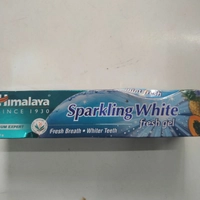 Himalaya
SINCE 1930
Sparkling White
fresh gel
Fresh Breath • Whiter Teeth